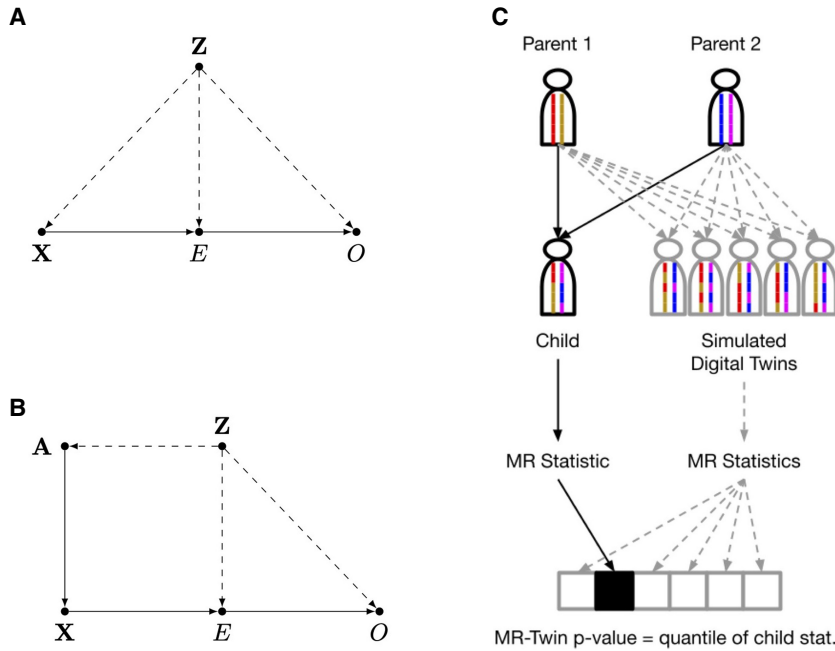 A
Z
X
E
O
B
A
Z
X
E
O
C
Parent 1
Parent 2
Child
Simulated
Digital Twins
MR Statistic
MR Statistics
MR-Twin p-value = quantile of child stat.